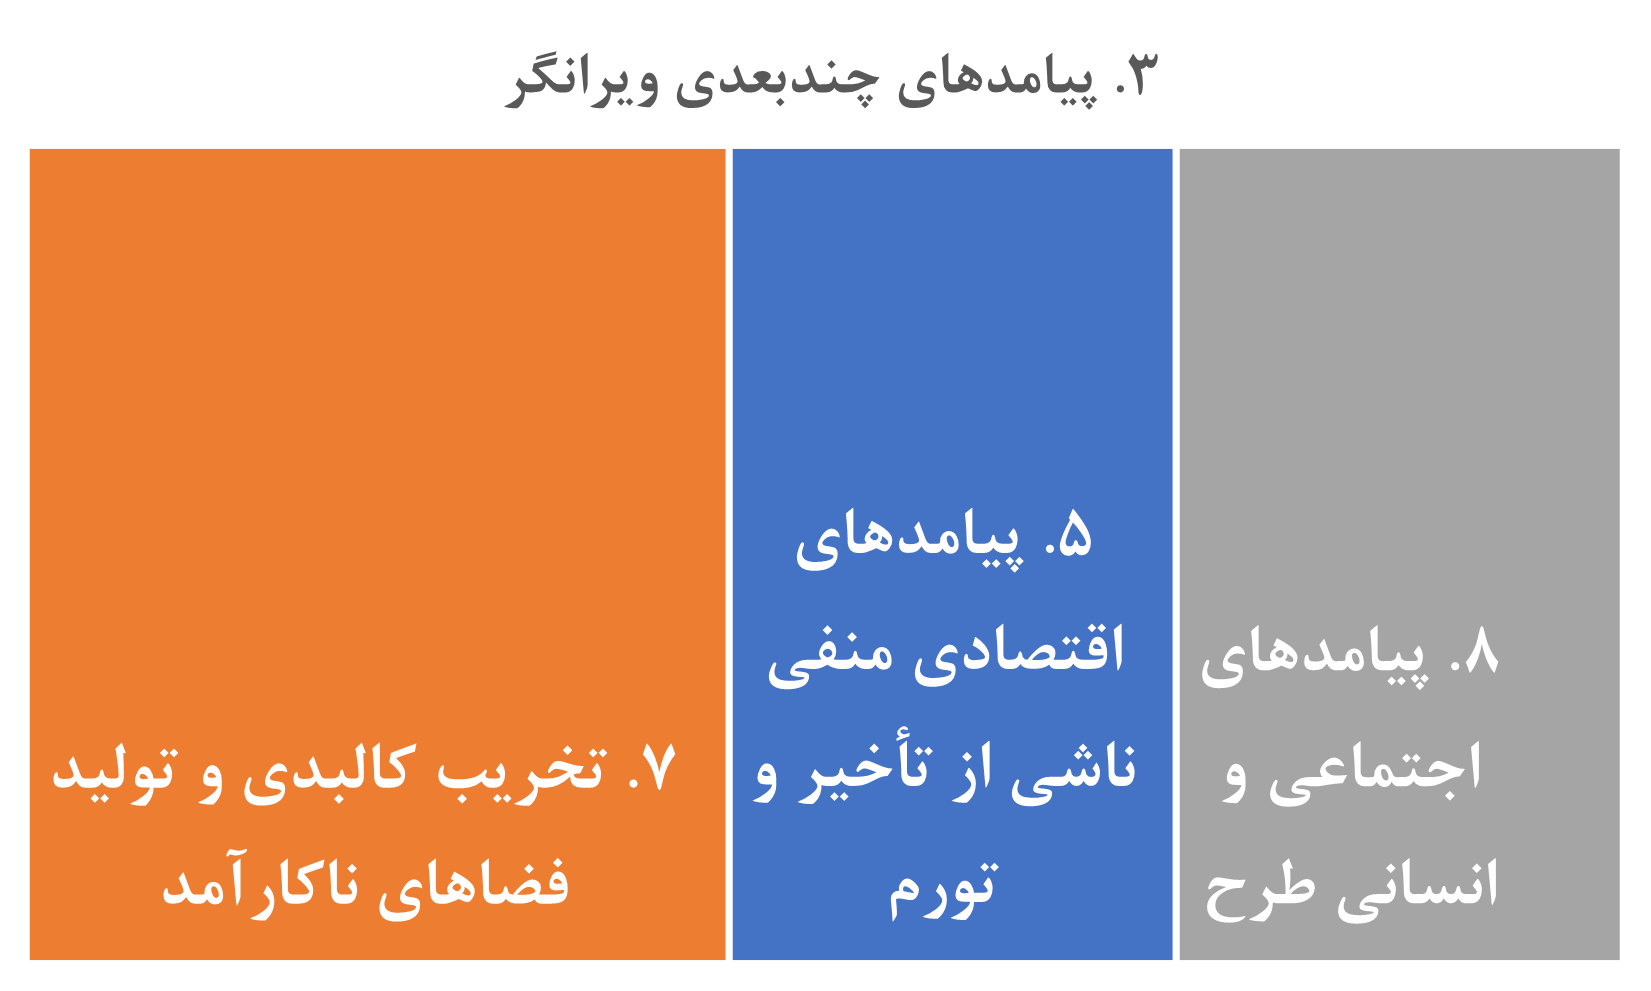 ۳. پیامدهای چندبعدی ویرانگر
۸. پیامدهای
اجتماعی و
انسانی طرح
۵. پیامدهای
اقتصادی منفی
ناشی از تأخیر و
تورم
۷. تخریب کالبدی و تولید
فضاهای ناکارآمد